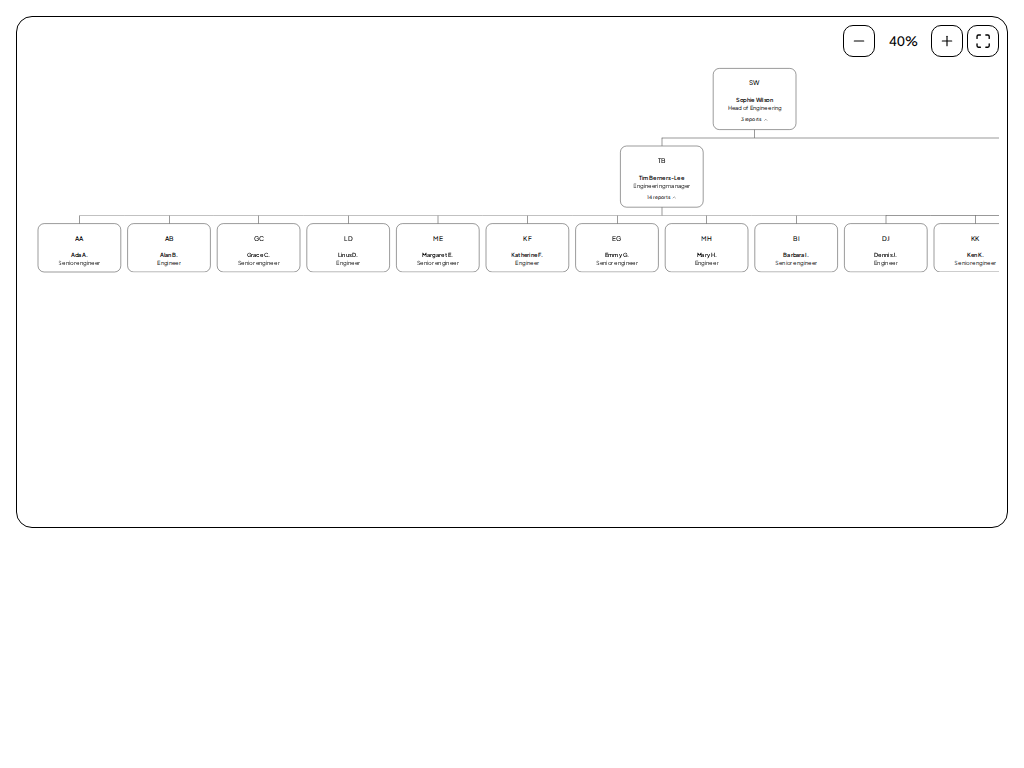 40%
SW
Sophie Wilson
Head of Engineering
3 reports
TB
Tim Berners-Lee
Engineering manager
14 reports
AA
AB
GC
LD
ME
KF
EG
MH
BI
DJ
KK
Ada A.
Alan B.
Grace C.
Linus D.
Margaret E.
Katherine F.
Emmy G.
Mary H.
Barbara I.
Dennis J.
Ken K.
Senior engineer
Engineer
Senior engineer
Engineer
Senior engineer
Engineer
Senior engineer
Engineer
Senior engineer
Engineer
Senior engineer